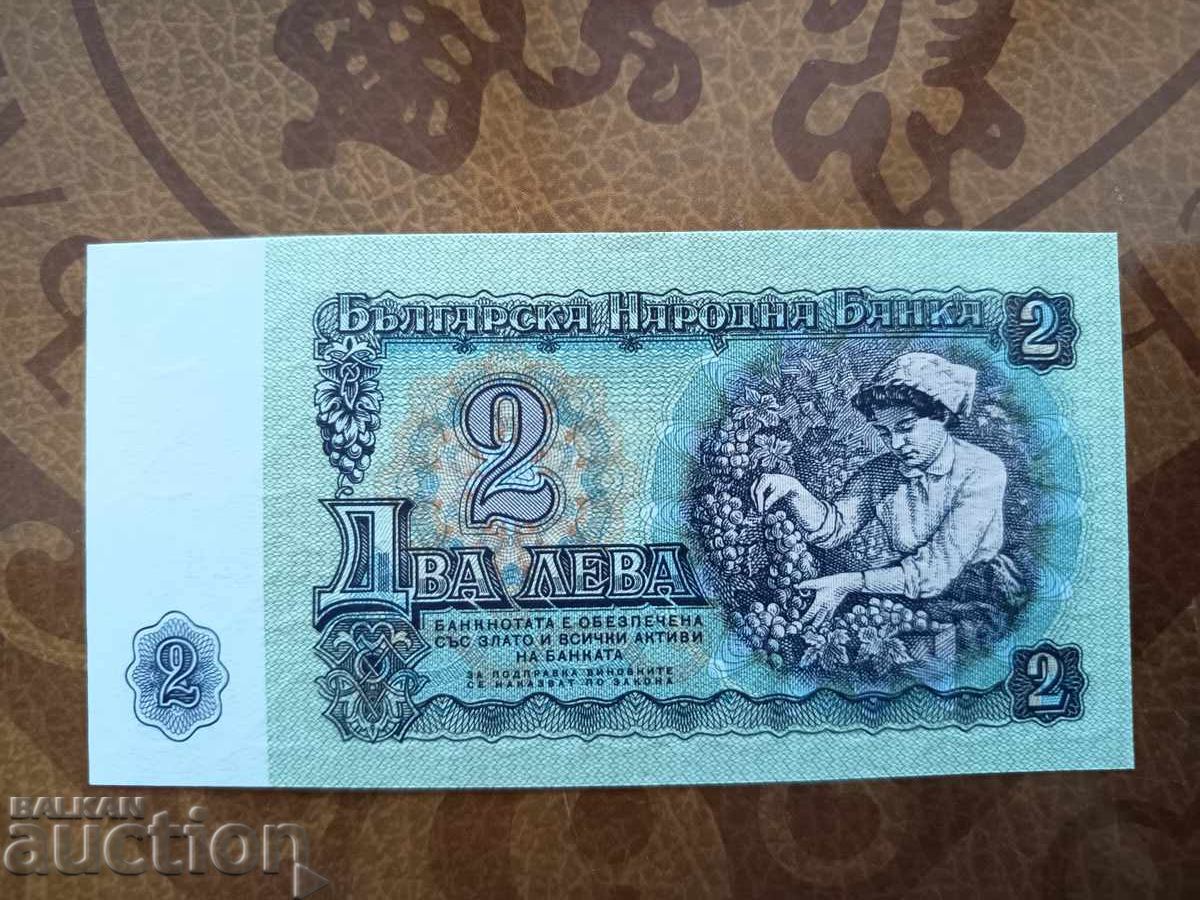 Българска Народна Банка
2
2
Два лева
БАНКНОТАТА Е ОБЕЗПЕЧЕНА
СЪС ЗЛАТО И ВСИЧКИ АКТИВИ
НА БАНКАТА
ЗА ПОДПРАВКА ВИНОВНИТЕ
СЕ НАКАЗВАТ ПО ЗАКОНА
2
2
BALKAN
auction